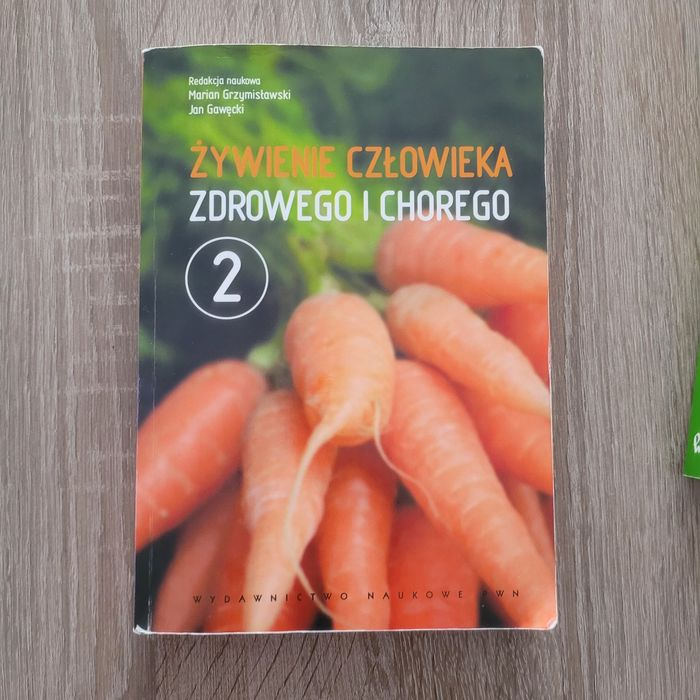 Redakcja naukowa
Marian Grzymisławski
Jan Gawęcki
ŻYWIENIE CZŁOWIEKA
ZDROWEGO I CHOREGO
2
WYDAWNICTWO NAUKOWE PWN